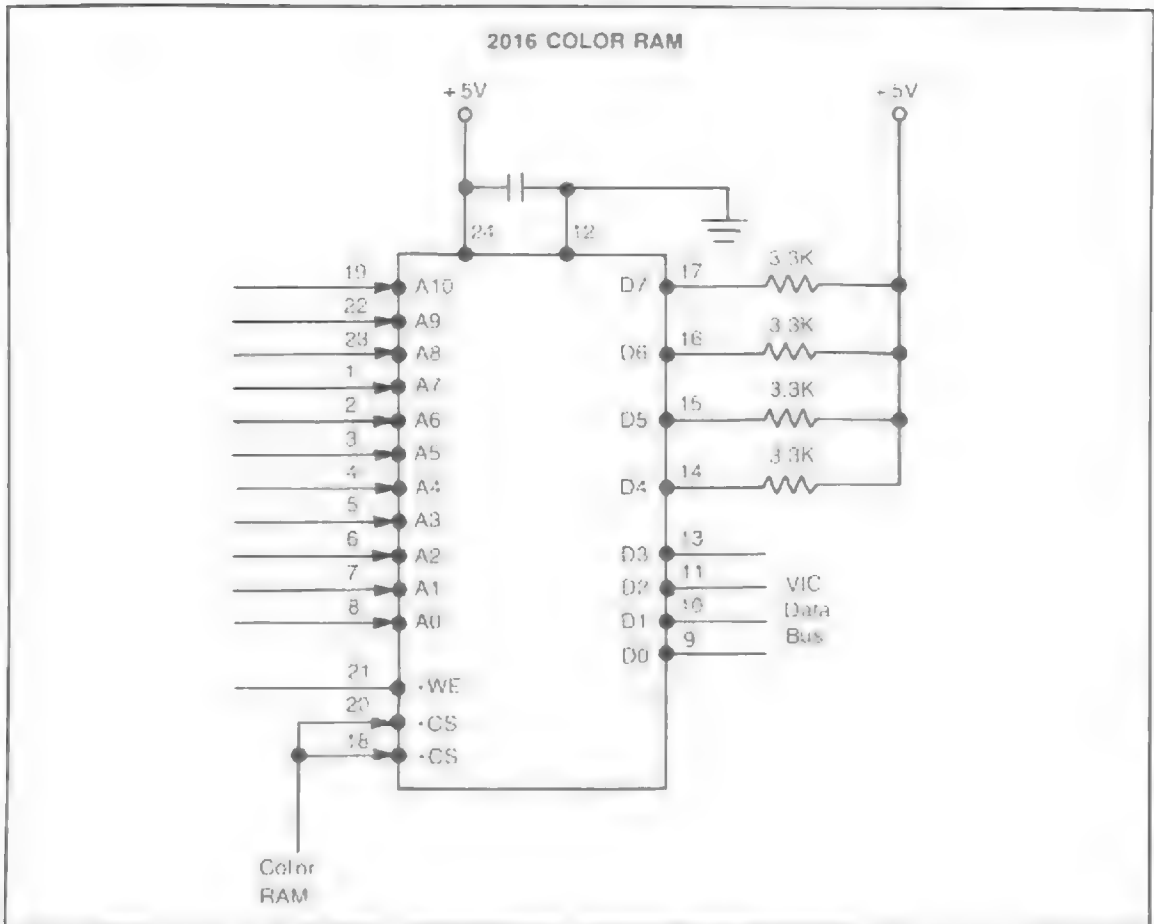 2016 COLOR RAM
+5V
+5V
24
12
19
A10
22
A9
23
A8
1
A7
2
A6
3
A5
4
A4
5
A3
6
A2
7
A1
8
A0
21
•WE
20
•CS
18
•CS
Color
RAM
D7
17
3.3K
D6
16
3.3K
D5
15
3.3K
D4
14
3.3K
D3
13
D2
11
D1
10
D0
9
VIC
Data
Bus